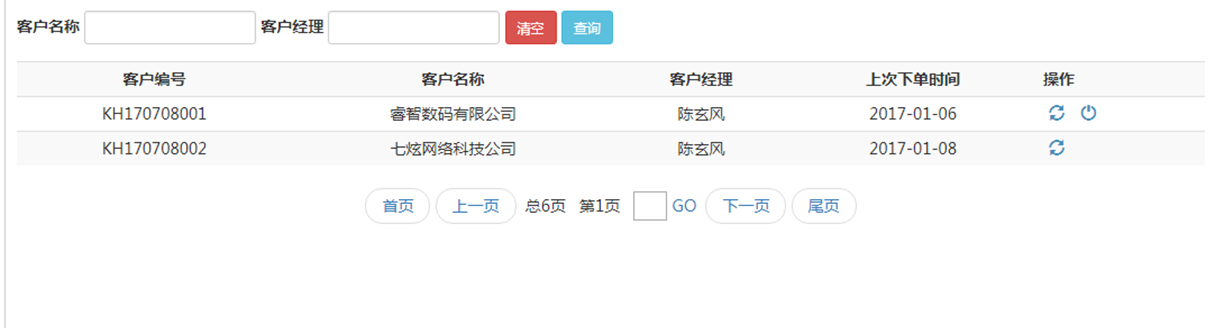 客户名称 客户经理 清空 查询
客户编号 客户名称 客户经理 上次下单时间 操作
KH170708001 睿智数码有限公司 陈玄风 2017-01-06
KH170708002 七炫网络科技公司 陈玄风 2017-01-08
首页 上一页 总6页 第1页 GO 下一页 尾页